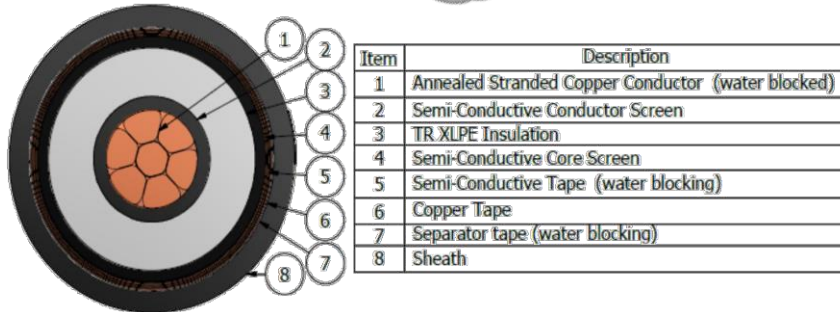 1
2
3
4
5
6
7
8
Item Description
1 Annealed Stranded Copper Conductor (water blocked)
2 Semi-Conductive Conductor Screen
3 TR XLPE Insulation
4 Semi-Conductive Core Screen
5 Semi-Conductive Tape (water blocking)
6 Copper Tape
7 Separator tape (water blocking)
8 Sheath